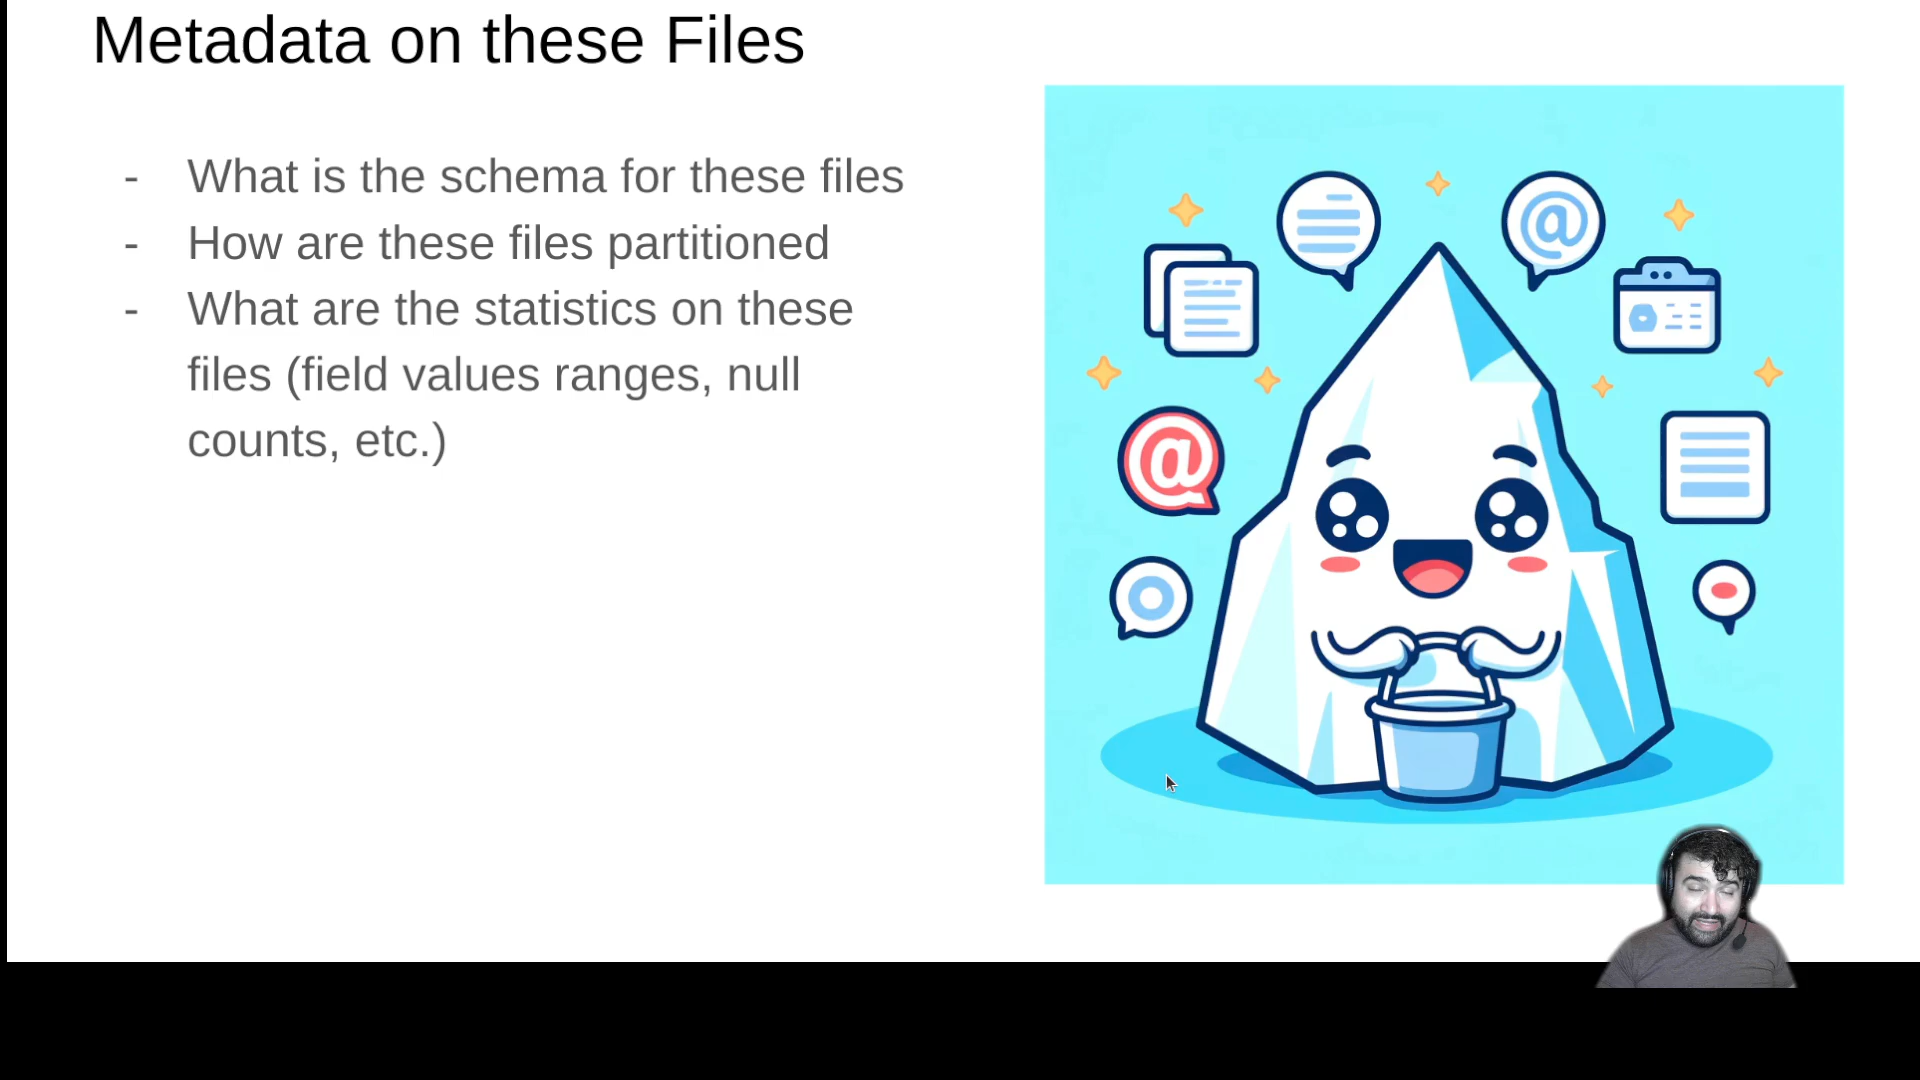 Metadata on these Files
- What is the schema for these files
- How are these files partitioned
- What are the statistics on these
files (field values ranges, null
counts, etc.)
@
@